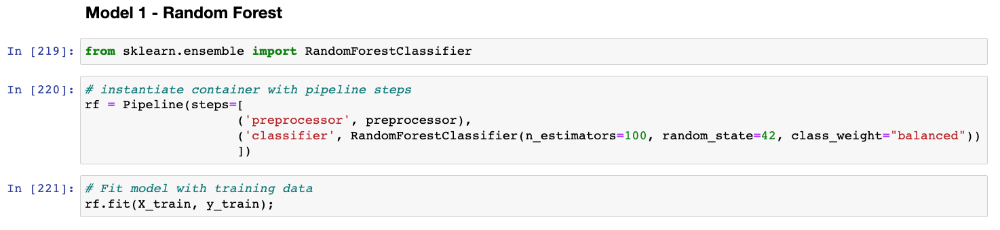 Model 1 - Random Forest
In [219]: from sklearn.ensemble import RandomForestClassifier
In [220]: # instantiate container with pipeline steps
rf = Pipeline(steps=[
('preprocessor', preprocessor),
('classifier', RandomForestClassifier(n_estimators=100, random_state=42, class_weight="balanced"))
])
In [221]: # Fit model with training data
rf.fit(X_train, y_train);